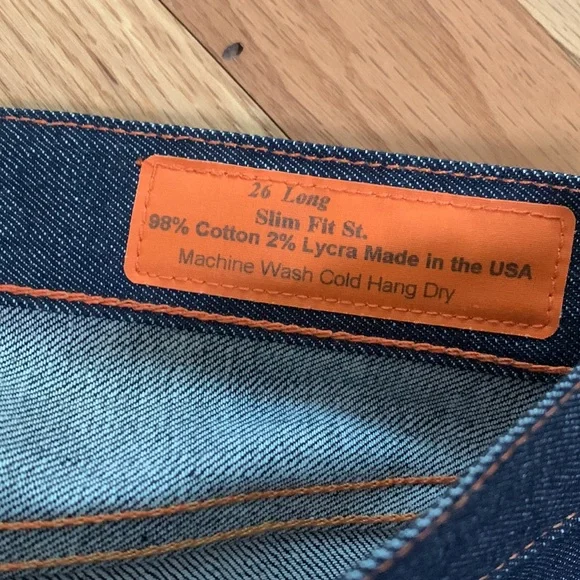 26 Long
Slim Fit St.
98% Cotton 2% Lycra Made in the USA
Machine Wash Cold Hang Dry